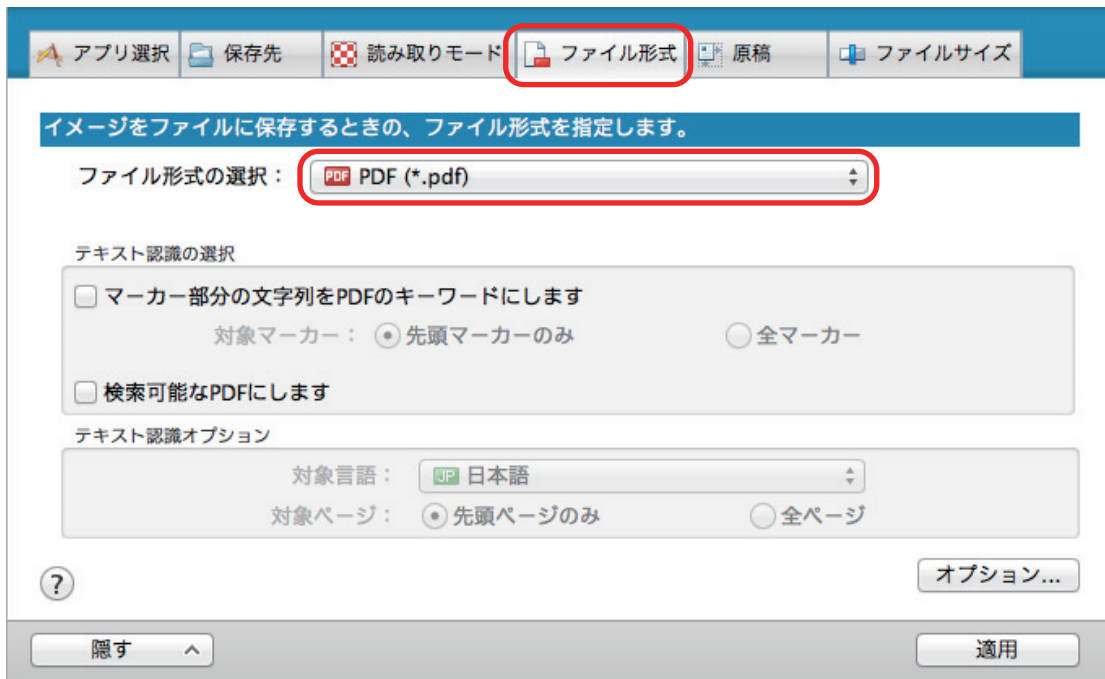 アプリ選択 保存先 読み取りモード ファイル形式 原稿 ファイルサイズ
イメージをファイルに保存するときの、ファイル形式を指定します。
ファイル形式の選択： PDF PDF (*.pdf)
テキスト認識の選択
マーカー部分の文字列をPDFのキーワードにします
対象マーカー： 先頭マーカーのみ 全マーカー
検索可能なPDFにします
テキスト認識オプション
対象言語： JP 日本語
対象ページ： 先頭ページのみ 全ページ
? オプション...
隠す 適用